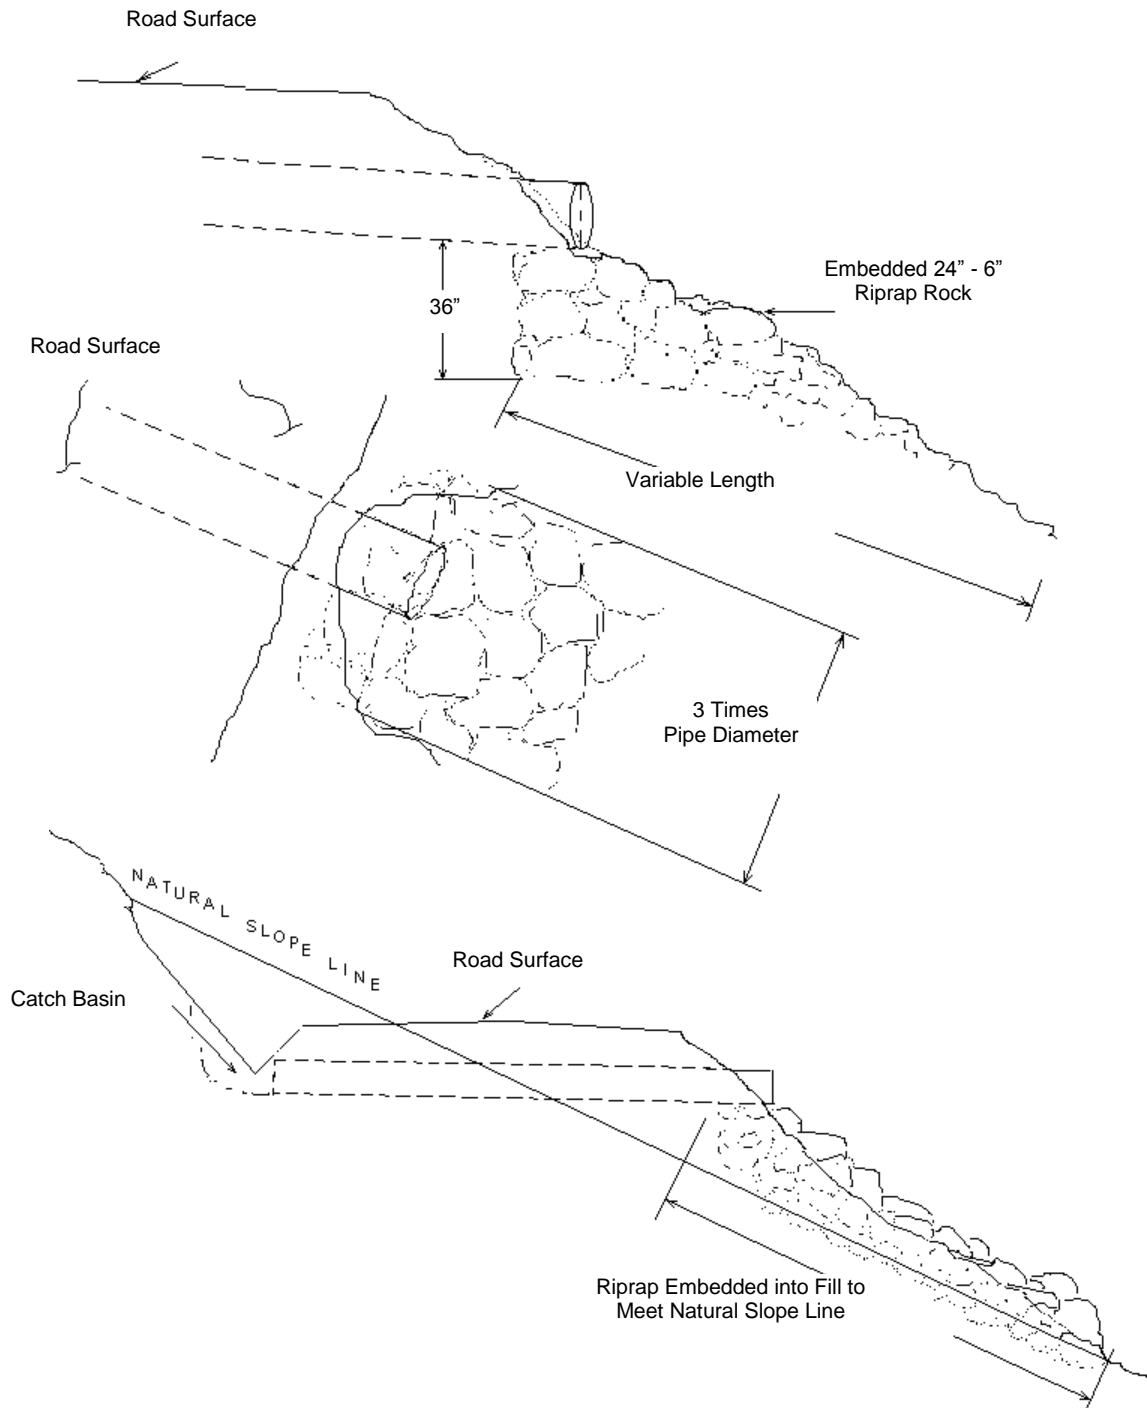 Road Surface
Embedded 24” - 6”
Riprap Rock
36”
Road Surface
Variable Length
3 Times
Pipe Diameter
NATURAL SLOPE LINE
Road Surface
Catch Basin
Riprap Embedded into Fill to
Meet Natural Slope Line